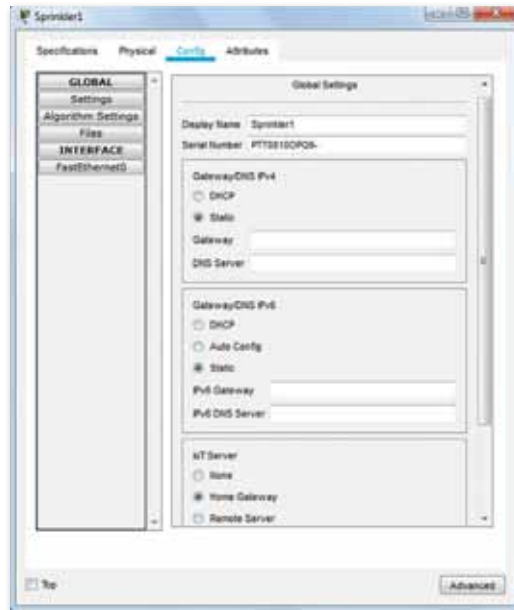 Sprinkler1
Specifications Physical Config Attributes
GLOBAL
Settings
Algorithm Settings
Files
INTERFACE
FastEthernet0
Global Settings
Display Name Sprinkler1
Serial Number
Gateway/DNS IPv4
DHCP
Static
Gateway
DNS Server
Gateway/DNS IPv6
DHCP
Auto Config
Static
IPv6 Gateway
IPv6 DNS Server
IoT Server
None
Home Gateway
Remote Server
Top
Advanced